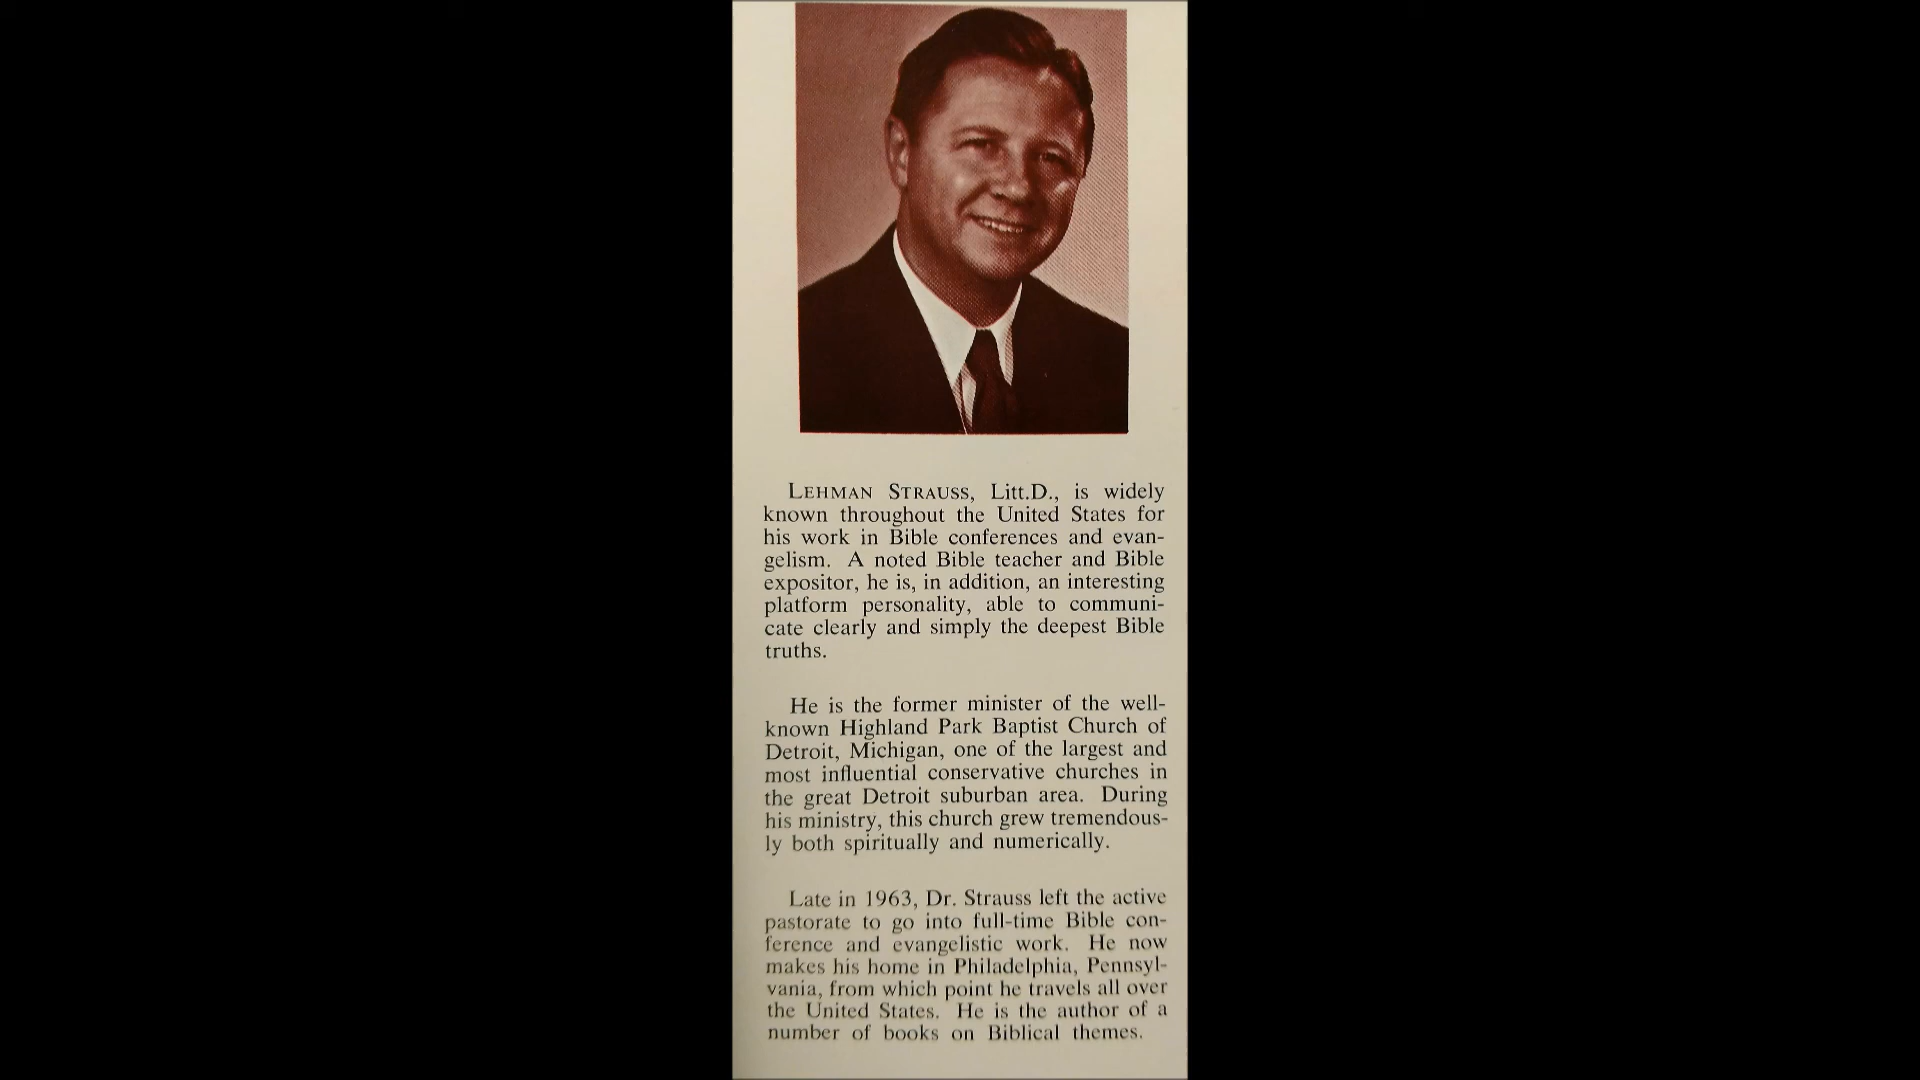 LEHMAN STRAUSS, Litt.D., is widely
known throughout the United States for
his work in Bible conferences and evan-
gelism. A noted Bible teacher and Bible
expositor, he is, in addition, an interesting
platform personality, able to communi-
cate clearly and simply the deepest Bible
truths.
He is the former minister of the well-
known Highland Park Baptist Church of
Detroit, Michigan, one of the largest and
most influential conservative churches in
the great Detroit suburban area. During
his ministry, this church grew tremendous-
ly both spiritually and numerically.
Late in 1963, Dr. Strauss left the active
pastorate to go into full-time Bible con-
ference and evangelistic work. He now
makes his home in Philadelphia, Pennsyl-
vania, from which point he travels all over
the United States. He is the author of a
number of books on Biblical themes.